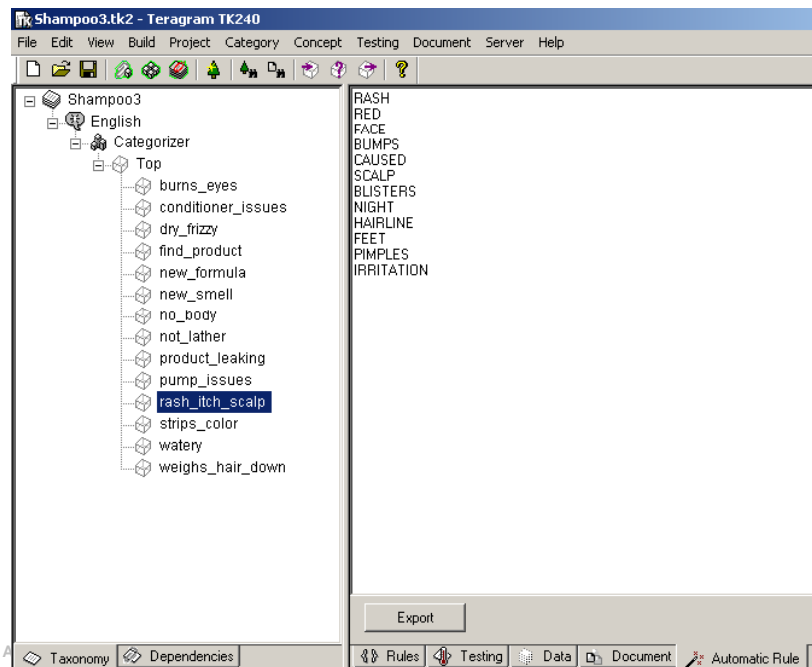 Shampoo3.tk2 - Teragram TK240
File Edit View Build Project Category Concept Testing Document Server Help
Shampoo3
English
Categorizer
Top
burns_eyes
conditioner_issues
dry_frizzy
find_product
new_formula
new_smell
no_body
not_lather
product_leaking
pump_issues
rash_itch_scalp
strips_color
watery
weighs_hair_down
RASH
RED
FACE
BUMPS
CAUSED
SCALP
BLISTERS
NIGHT
HAIRLINE
FEET
PIMPLES
IRRITATION
Export
Taxonomy Dependencies
Rules Testing Data Document Automatic Rule